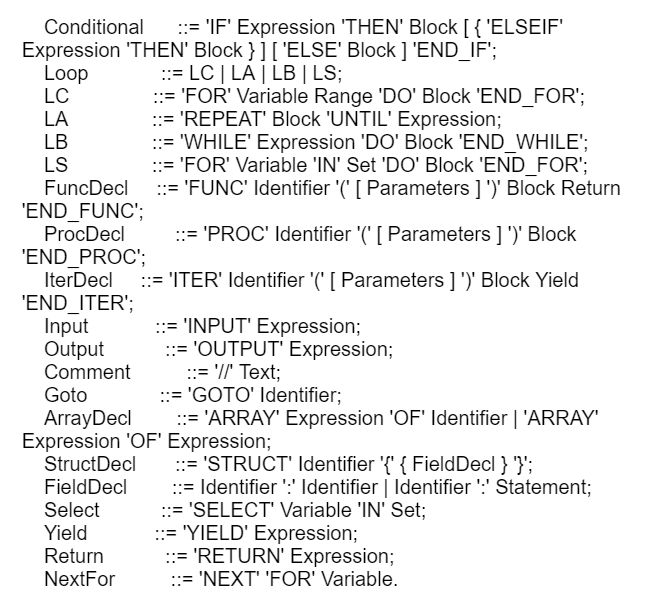 Conditional ::= 'IF' Expression 'THEN' Block [ { 'ELSEIF'
Expression 'THEN' Block } ] [ 'ELSE' Block ] 'END_IF';
Loop ::= LC | LA | LB | LS;
LC ::= 'FOR' Variable Range 'DO' Block 'END_FOR';
LA ::= 'REPEAT' Block 'UNTIL' Expression;
LB ::= 'WHILE' Expression 'DO' Block 'END_WHILE';
LS ::= 'FOR' Variable 'IN' Set 'DO' Block 'END_FOR';
FuncDecl ::= 'FUNC' Identifier '(' [ Parameters ] ')' Block Return
'END_FUNC';
ProcDecl ::= 'PROC' Identifier '(' [ Parameters ] ')' Block
'END_PROC';
IterDecl ::= 'ITER' Identifier '(' [ Parameters ] ')' Block Yield
'END_ITER';
Input ::= 'INPUT' Expression;
Output ::= 'OUTPUT' Expression;
Comment ::= '//' Text;
Goto ::= 'GOTO' Identifier;
ArrayDecl ::= 'ARRAY' Expression 'OF' Identifier | 'ARRAY'
Expression 'OF' Expression;
StructDecl ::= 'STRUCT' Identifier '{' { FieldDecl } '}';
FieldDecl ::= Identifier ':' Identifier | Identifier ':' Statement;
Select ::= 'SELECT' Variable 'IN' Set;
Yield ::= 'YIELD' Expression;
Return ::= 'RETURN' Expression;
NextFor ::= 'NEXT' 'FOR' Variable.